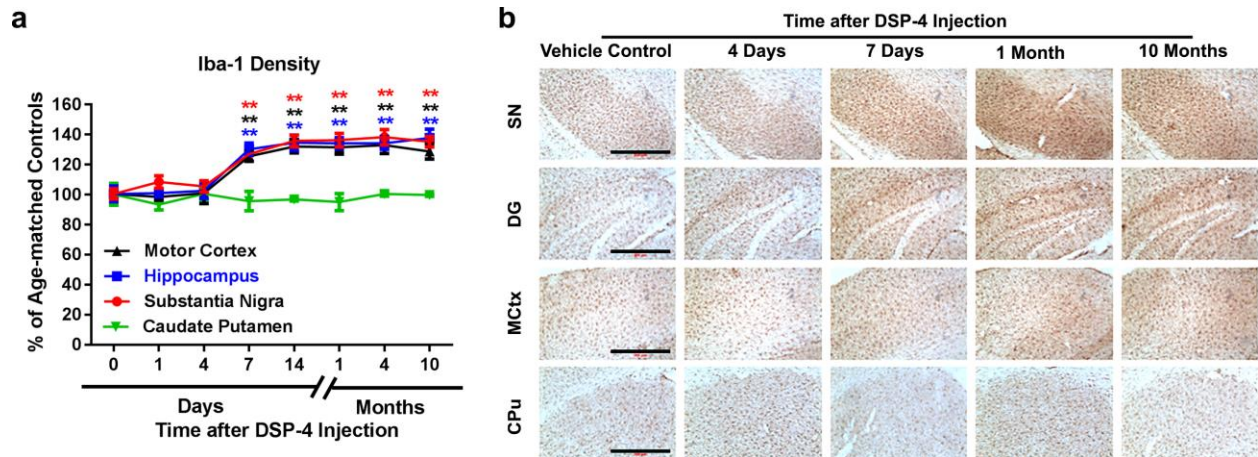 a
Iba-1 Density
% of Age-matched Controls
160
140
120
100
80
60
40
20
0
** ** ** ** **
** ** ** ** **
** ** ** ** **
Motor Cortex
Hippocampus
Substantia Nigra
Caudate Putamen
0 1 4 7 14 1 4 10
Days Months
Time after DSP-4 Injection
b
Time after DSP-4 Injection
Vehicle Control 4 Days 7 Days 1 Month 10 Months
SN
DG
MCtx
CPu